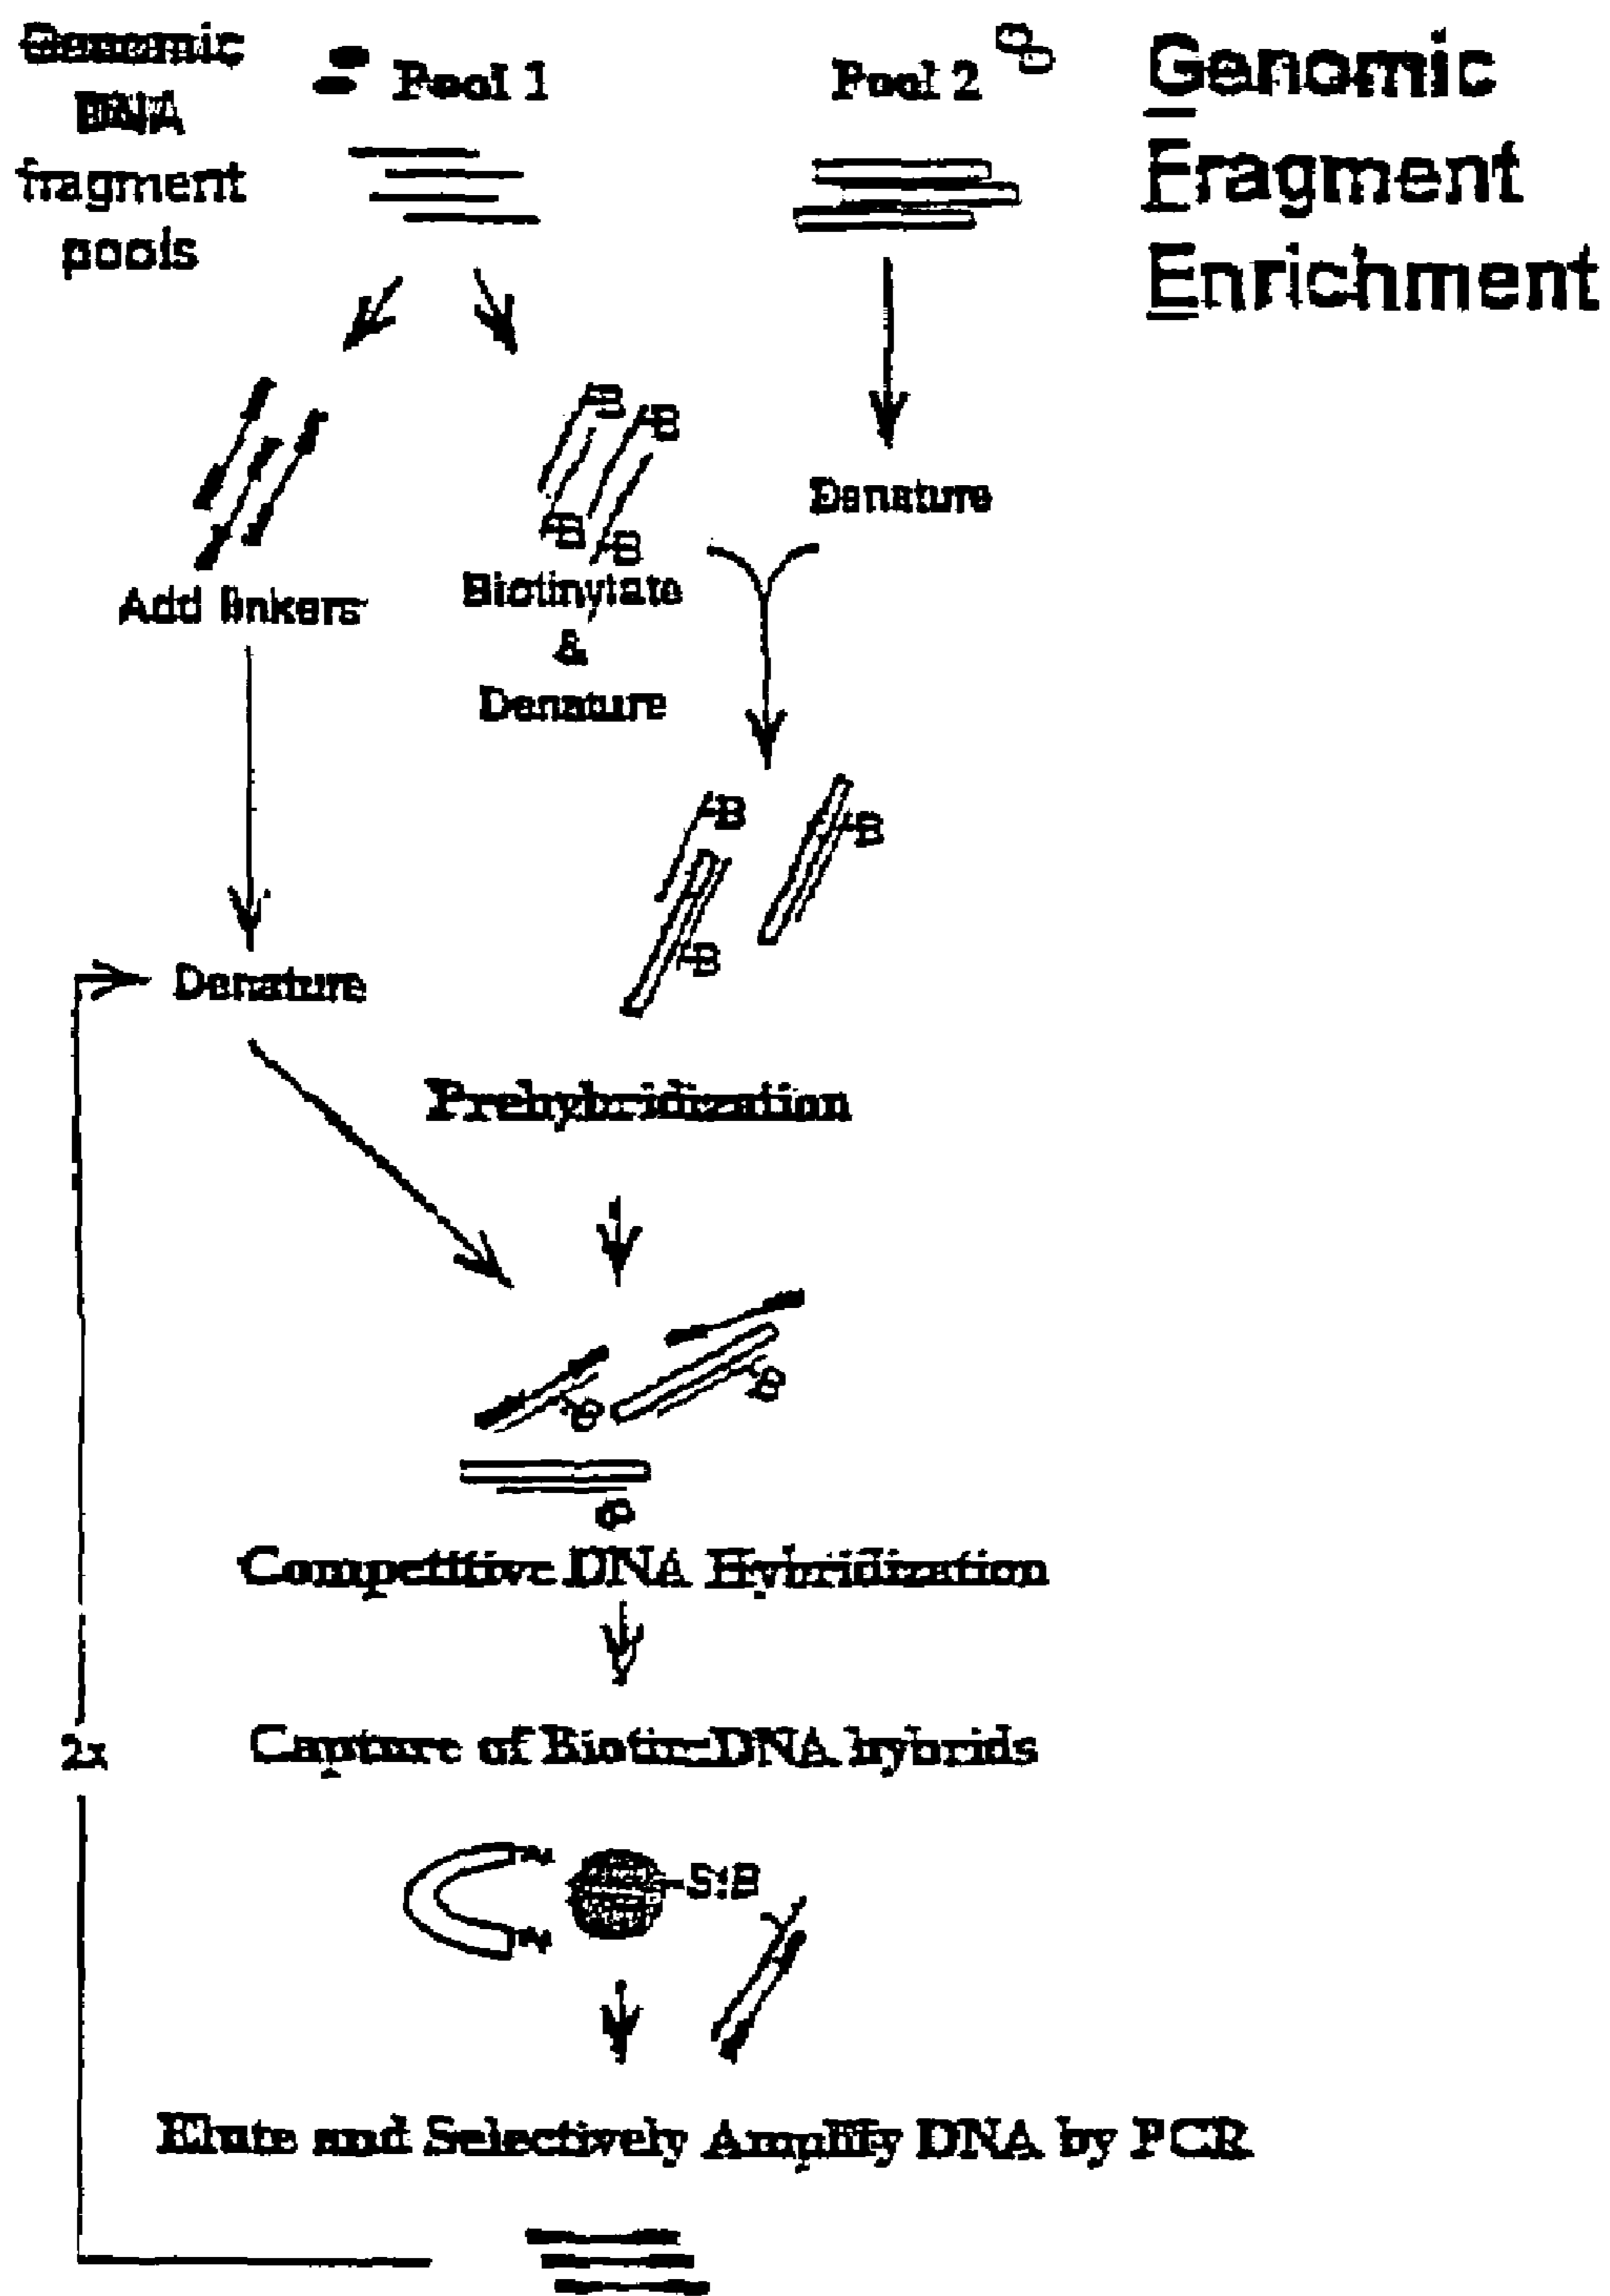 Genomic
DNA
fragment
pools
Pool 1
Pool 2
Genomic
Fragment
Enrichment
B
B
B
B
Add linkers
Biotinylate
&
Denature
Denature
B
B
B
Denature
Prehybridization
B
B
B
Competitive DNA Hybridization
2x
Capture of Biotin-DNA hybrids
S:B
Elute and Selectively Amplify DNA by PCR